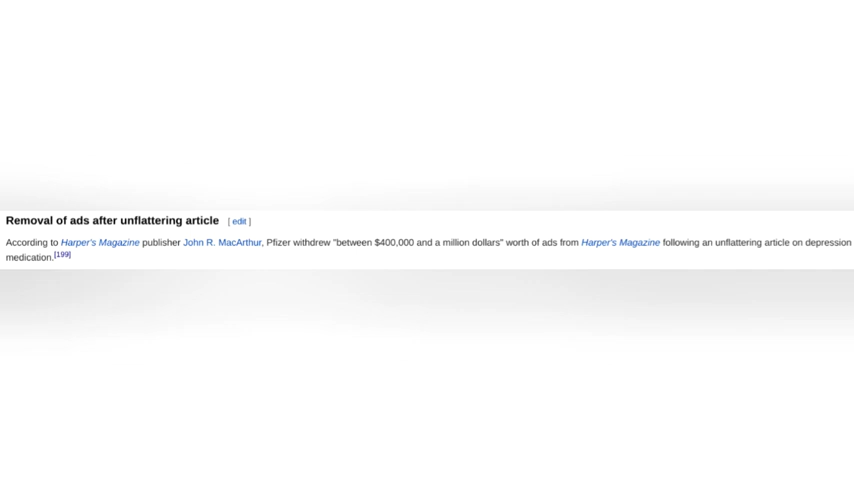 Removal of ads after unflattering article [ edit ]
According to Harper's Magazine publisher John R. MacArthur, Pfizer withdrew "between $400,000 and a million dollars" worth of ads from Harper's Magazine following an unflattering article on depression
medication.[199]